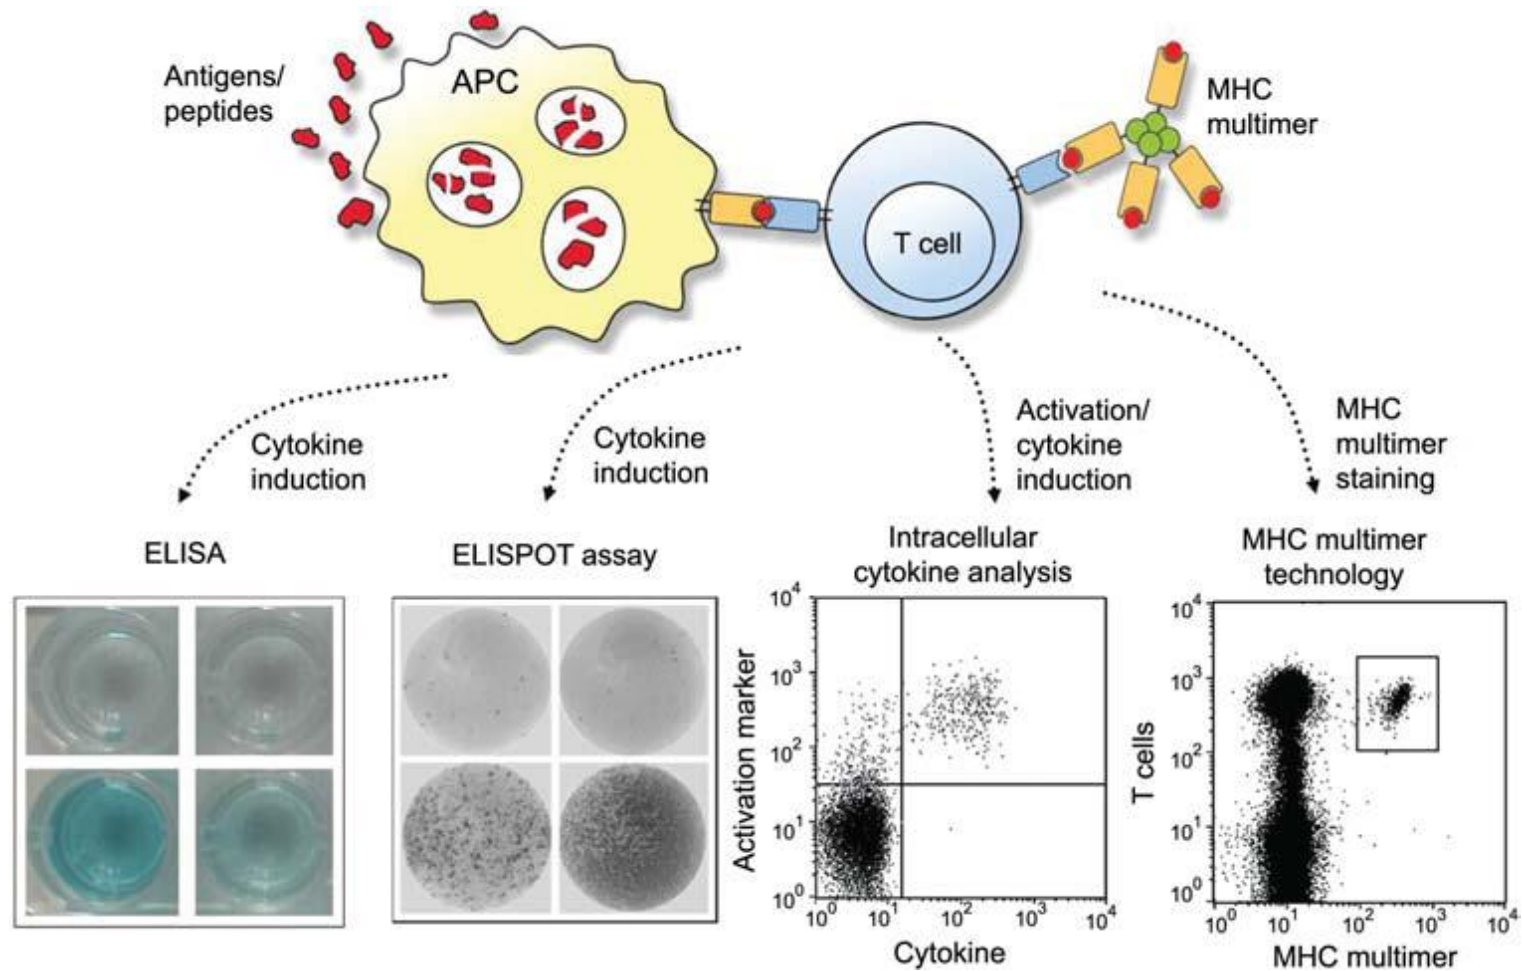 Antigens/
peptides
APC
MHC
multimer
T cell
Cytokine
induction
Cytokine
induction
Activation/
cytokine
induction
MHC
multimer
staining
ELISA
ELISPOT assay
Intracellular
cytokine analysis
MHC multimer
technology
Activation marker
10⁴
10³
10²
10¹
10⁰
10⁰ 10¹ 10² 10³ 10⁴
Cytokine
T cells
10⁴
10³
10²
10¹
10⁰
10⁰ 10¹ 10² 10³ 10⁴
MHC multimer